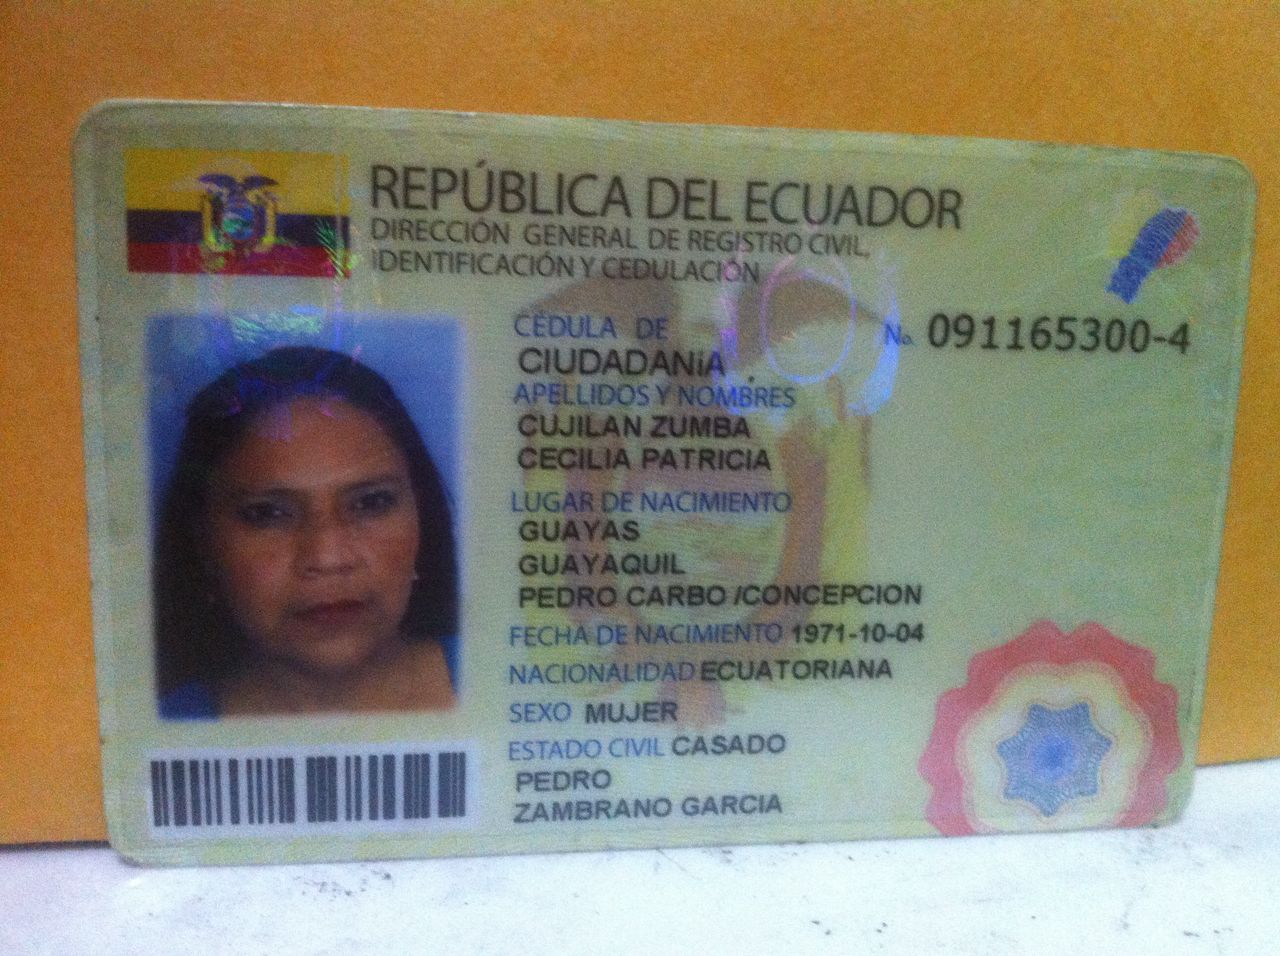 REPÚBLICA DEL ECUADOR
DIRECCIÓN GENERAL DE REGISTRO CIVIL,
IDENTIFICACIÓN Y CEDULACIÓN
CÉDULA DE
No. 091165300-4
CIUDADANíA
APELLIDOS Y NOMBRES
CUJILAN ZUMBA
CECILIA PATRICIA
LUGAR DE NACIMIENTO
GUAYAS
GUAYAQUIL
PEDRO CARBO /CONCEPCION
FECHA DE NACIMIENTO 1971-10-04
NACIONALIDAD ECUATORIANA
SEXO MUJER
ESTADO CIVIL CASADO
PEDRO
ZAMBRANO GARCIA